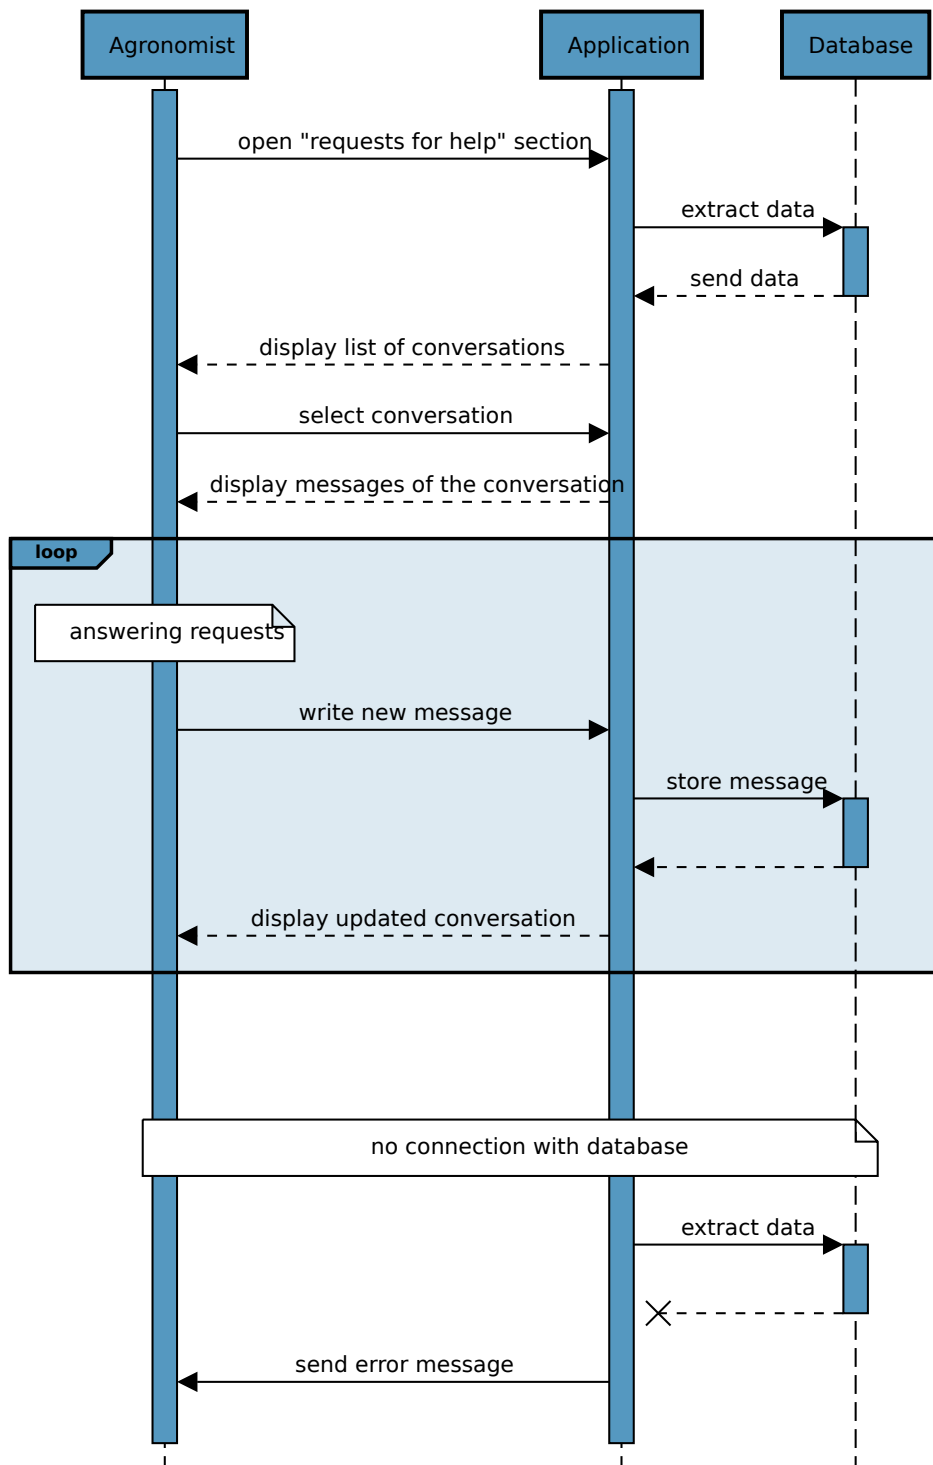 Agronomist
Application
Database
open "requests for help" section
extract data
send data
display list of conversations
select conversation
display messages of the conversation
loop
answering requests
write new message
store message
display updated conversation
no connection with database
extract data
send error message